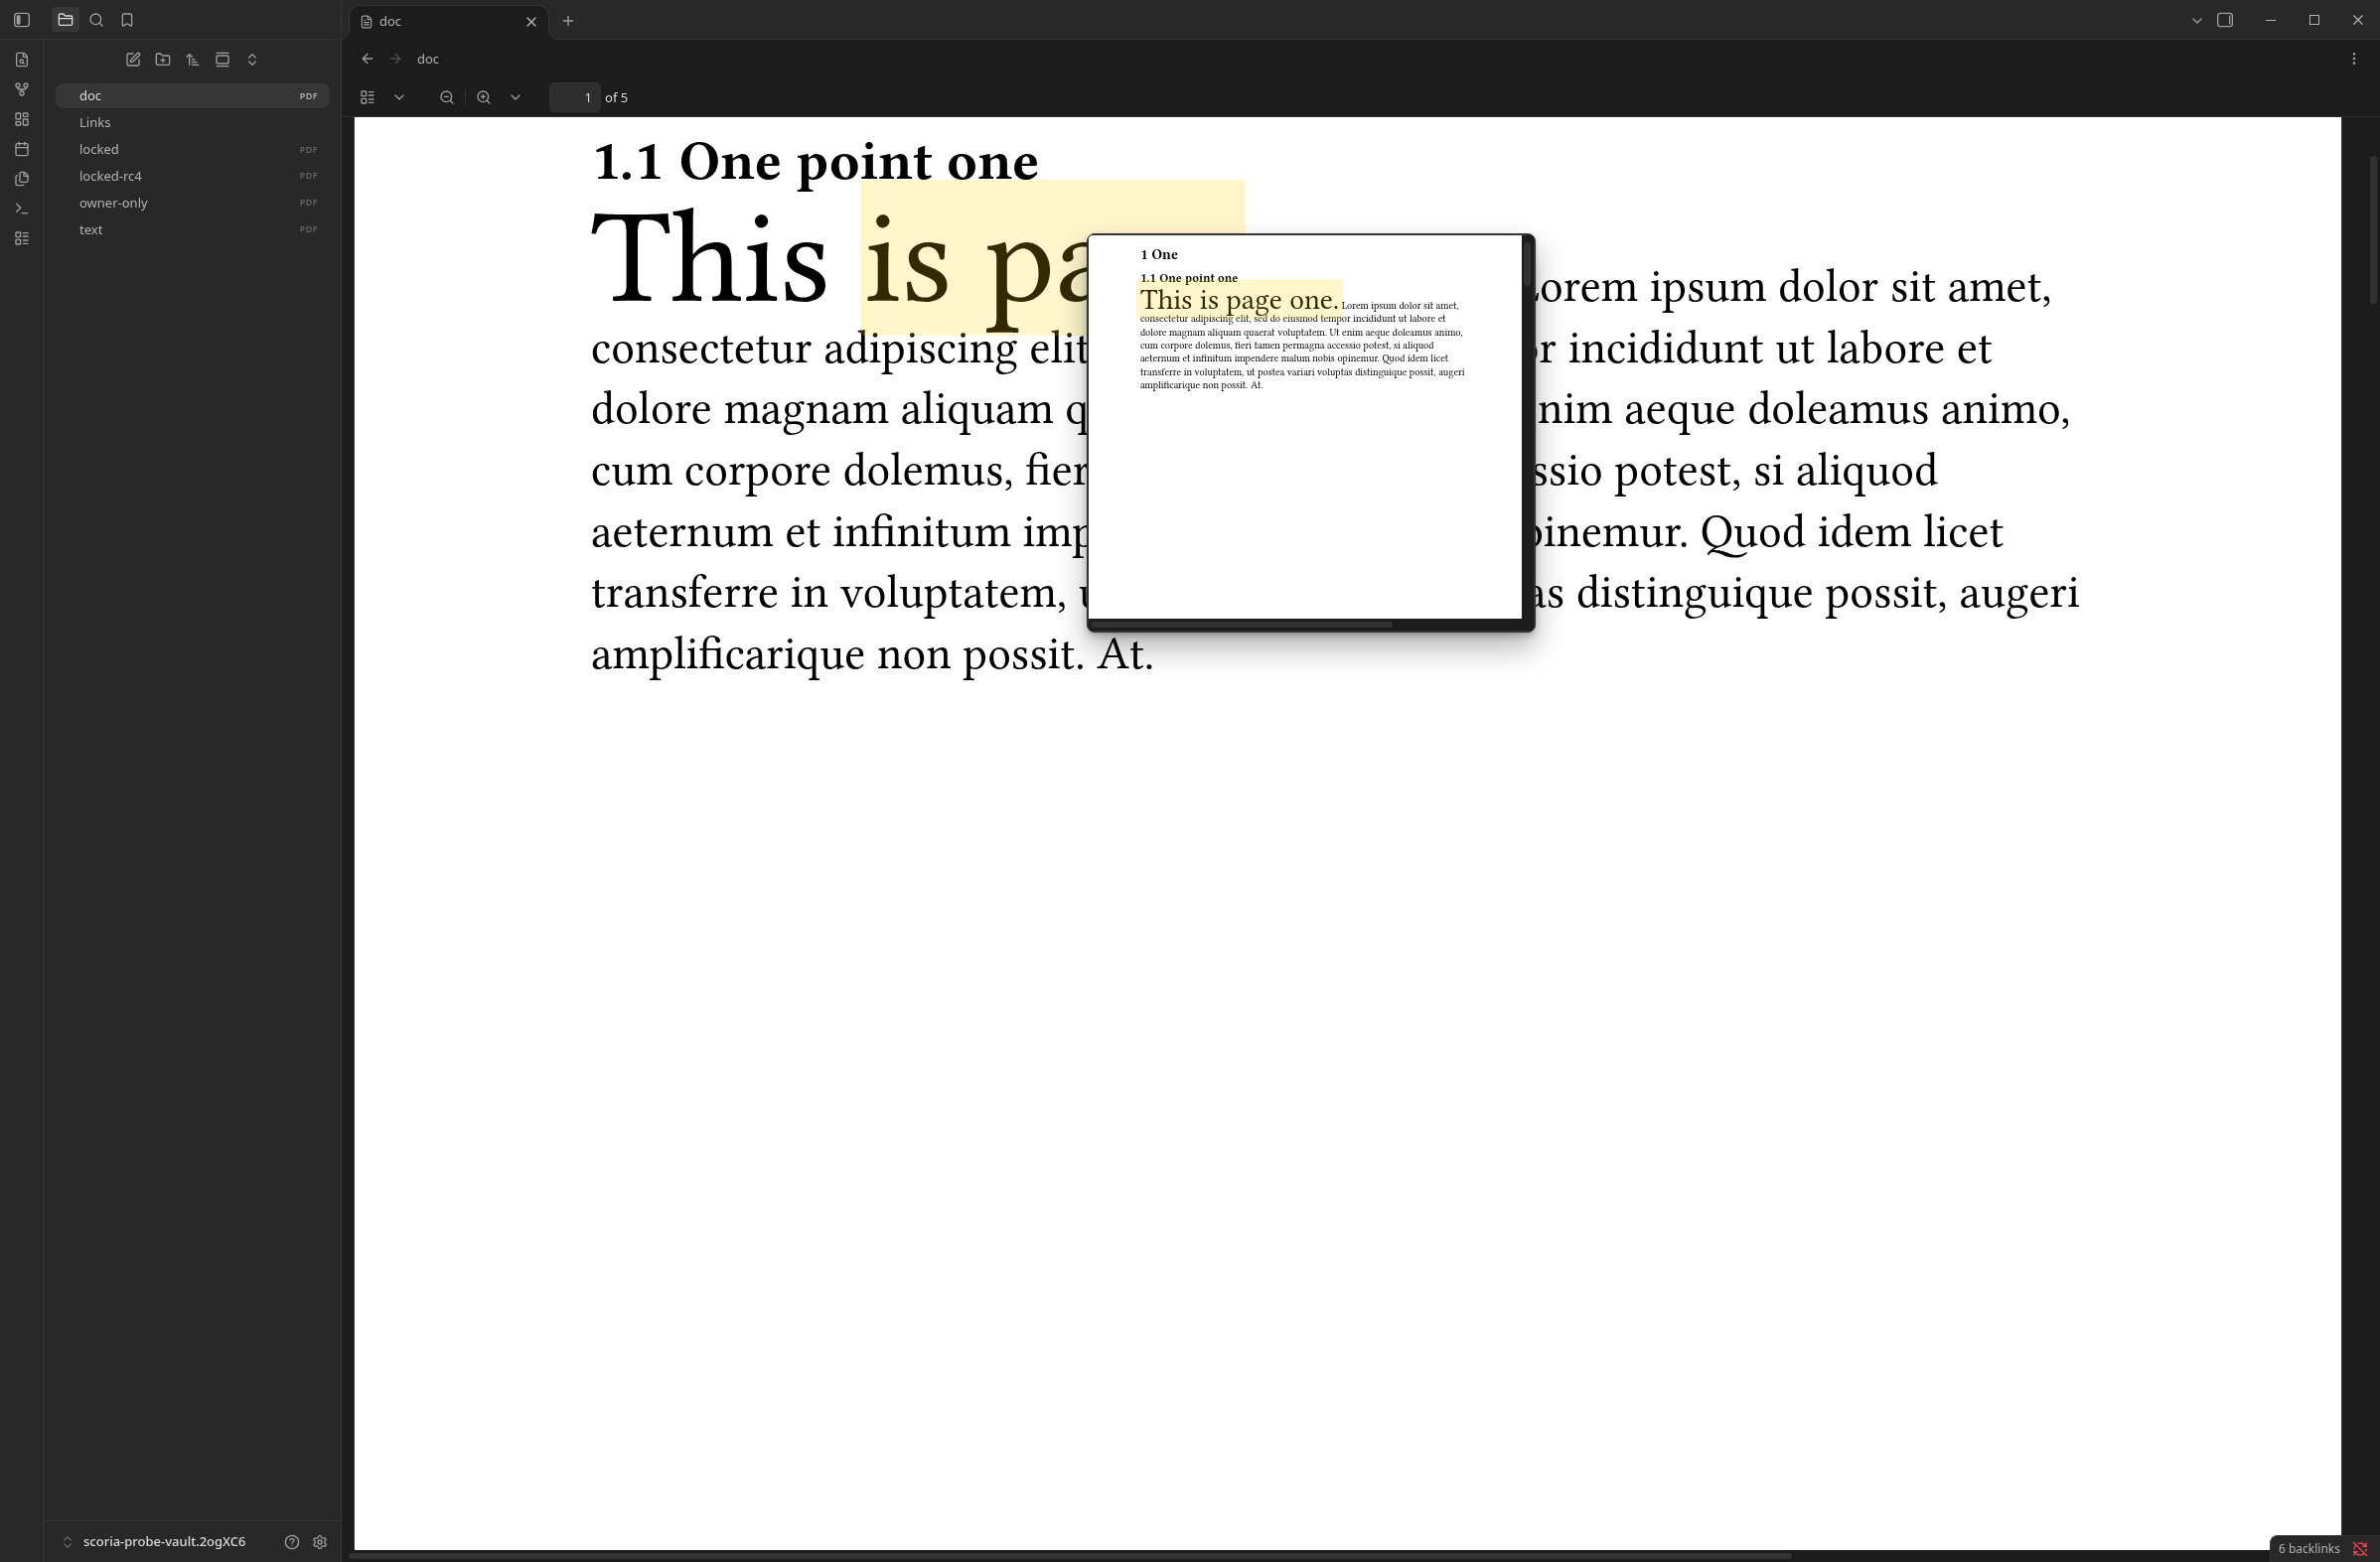 doc
doc
1 of 5
doc PDF
Links
locked PDF
locked-rc4 PDF
owner-only PDF
text PDF
1.1 One point one
This is pa
orem ipsum dolor sit amet,
consectetur adipiscing elit r incididunt ut labore et
dolore magnam aliquam q nim aeque doleamus animo,
cum corpore dolemus, fier ssio potest, si aliquod
aeternum et infinitum imp pinemur. Quod idem licet
transferre in voluptatem, u as distinguique possit, augeri
amplificarique non possit. At.
1 One
1.1 One point one
This is page one. Lorem ipsum dolor sit amet,
consectetur adipiscing elit, sed do eiusmod tempor incididunt ut labore et
dolore magnam aliquam quaerat voluptatem. Ut enim aeque doleamus animo,
cum corpore dolemus, fieri tamen permagna accessio potest, si aliquod
aeternum et infinitum impendere malum nobis opinemur. Quod idem licet
transferre in voluptatem, ut postea variari voluptas distinguique possit, augeri
amplificarique non possit. At.
scoria-probe-vault.2ogXC6
6 backlinks